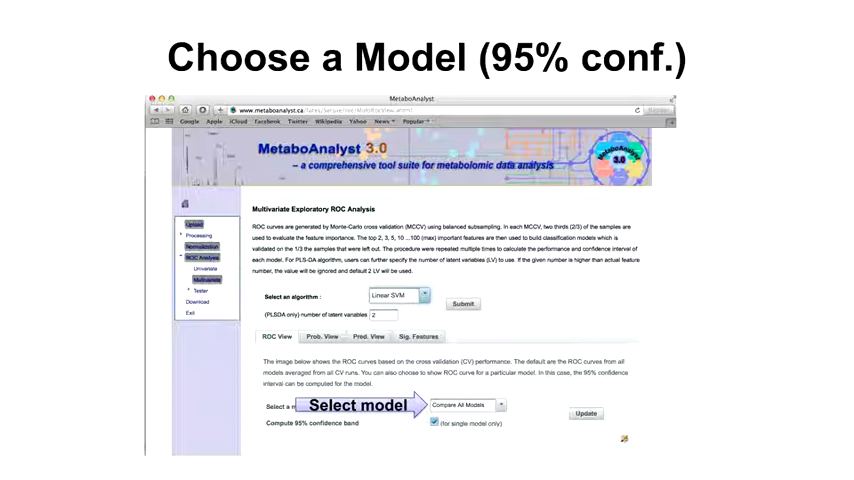 Choose a Model (95% conf.)
MetaboAnalyst
www.metaboanalyst.ca
Google Apple iCloud Facebook Twitter Wikipedia Yahoo News Popular
MetaboAnalyst 3.0
– a comprehensive tool suite for metabolomic data analysis
MetaboAnalyst
3.0
Upload
Processing
Normalization
ROC Analysis
Univariate
Multivariate
Tester
Download
Exit
Multivariate Exploratory ROC Analysis
ROC curves are generated by Monte-Carlo cross validation (MCCV) using balanced subsampling. In each MCCV, two thirds (2/3) of the samples are
used to evaluate the feature importance. The top 2, 3, 5, 10 ...100 (max) important features are then used to build classification models which is
validated on the 1/3 the samples that were left out. The procedure were repeated multiple times to calculate the performance and confidence interval of
each model. For PLS-DA algorithm, users can further specify the number of latent variables (LV) to use. If the given number is higher than actual feature
number, the value will be ignored and default 2 LV will be used.
Select an algorithm : Linear SVM
Submit
(PLSDA only) number of latent variables 2
ROC View Prob. View Pred. View Sig. Features
The image below shows the ROC curves based on the cross validation (CV) performance. The default are the ROC curves from all
models averaged from all CV runs. You can also choose to show ROC curve for a particular model. In this case, the 95% confidence
interval can be computed for the model.
Select a m Select model Compare All Models
Update
Compute 95% confidence band (for single model only)